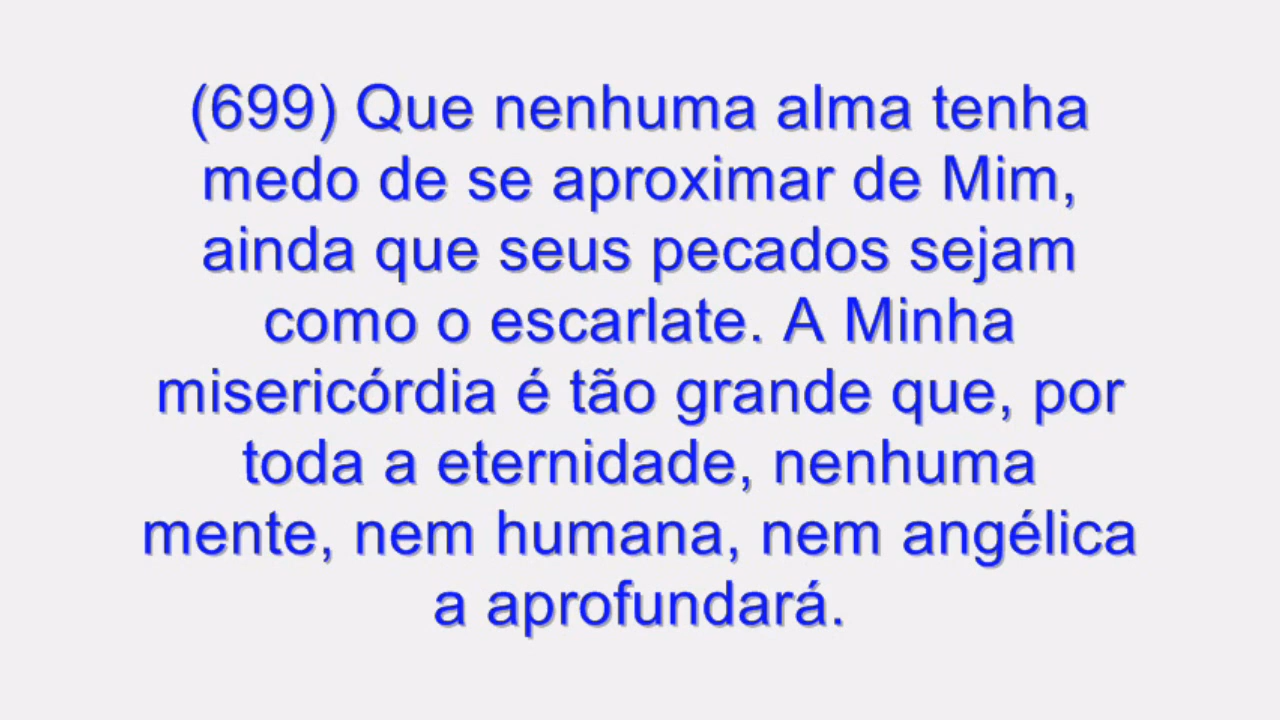 (699) Que nenhuma alma tenha
medo de se aproximar de Mim,
ainda que seus pecados sejam
como o escarlate. A Minha
misericórdia é tão grande que, por
toda a eternidade, nenhuma
mente, nem humana, nem angélica
a aprofundará.